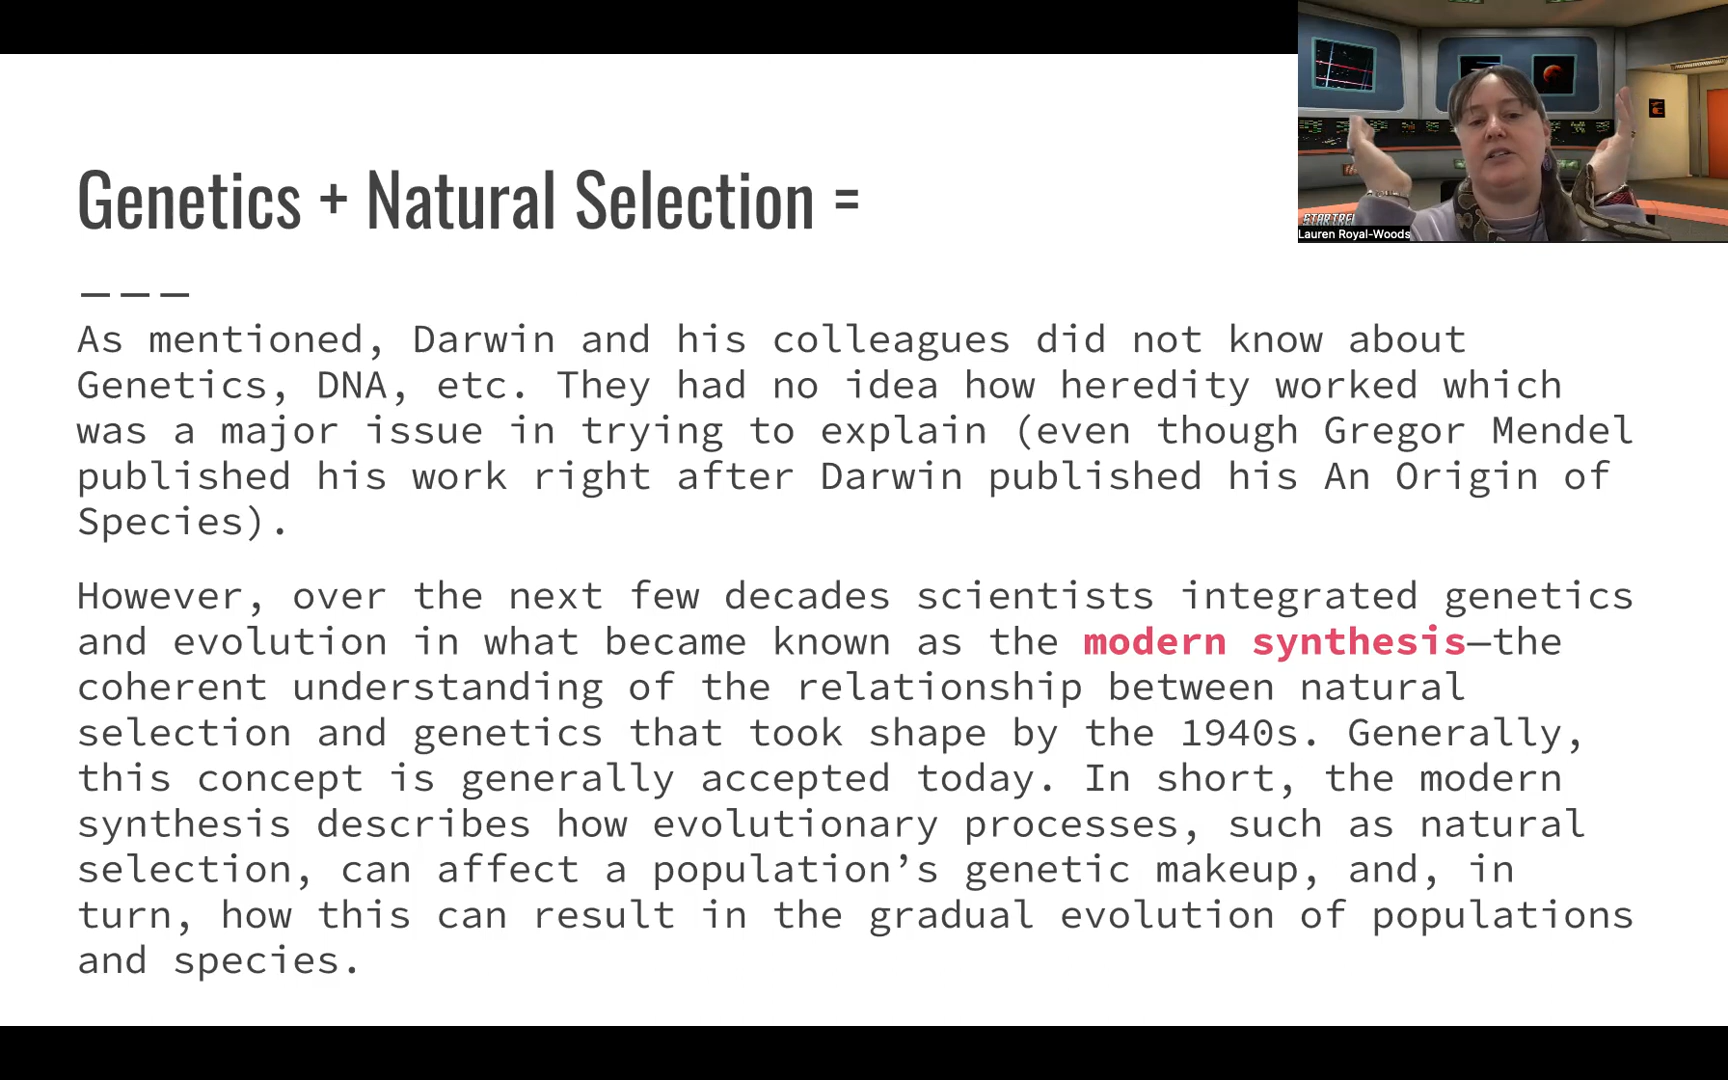 Genetics + Natural Selection =
As mentioned, Darwin and his colleagues did not know about
Genetics, DNA, etc. They had no idea how heredity worked which
was a major issue in trying to explain (even though Gregor Mendel
published his work right after Darwin published his An Origin of
Species).
However, over the next few decades scientists integrated genetics
and evolution in what became known as the modern synthesis—the
coherent understanding of the relationship between natural
selection and genetics that took shape by the 1940s. Generally,
this concept is generally accepted today. In short, the modern
synthesis describes how evolutionary processes, such as natural
selection, can affect a population’s genetic makeup, and, in
turn, how this can result in the gradual evolution of populations
and species.
Lauren Royal-Woods